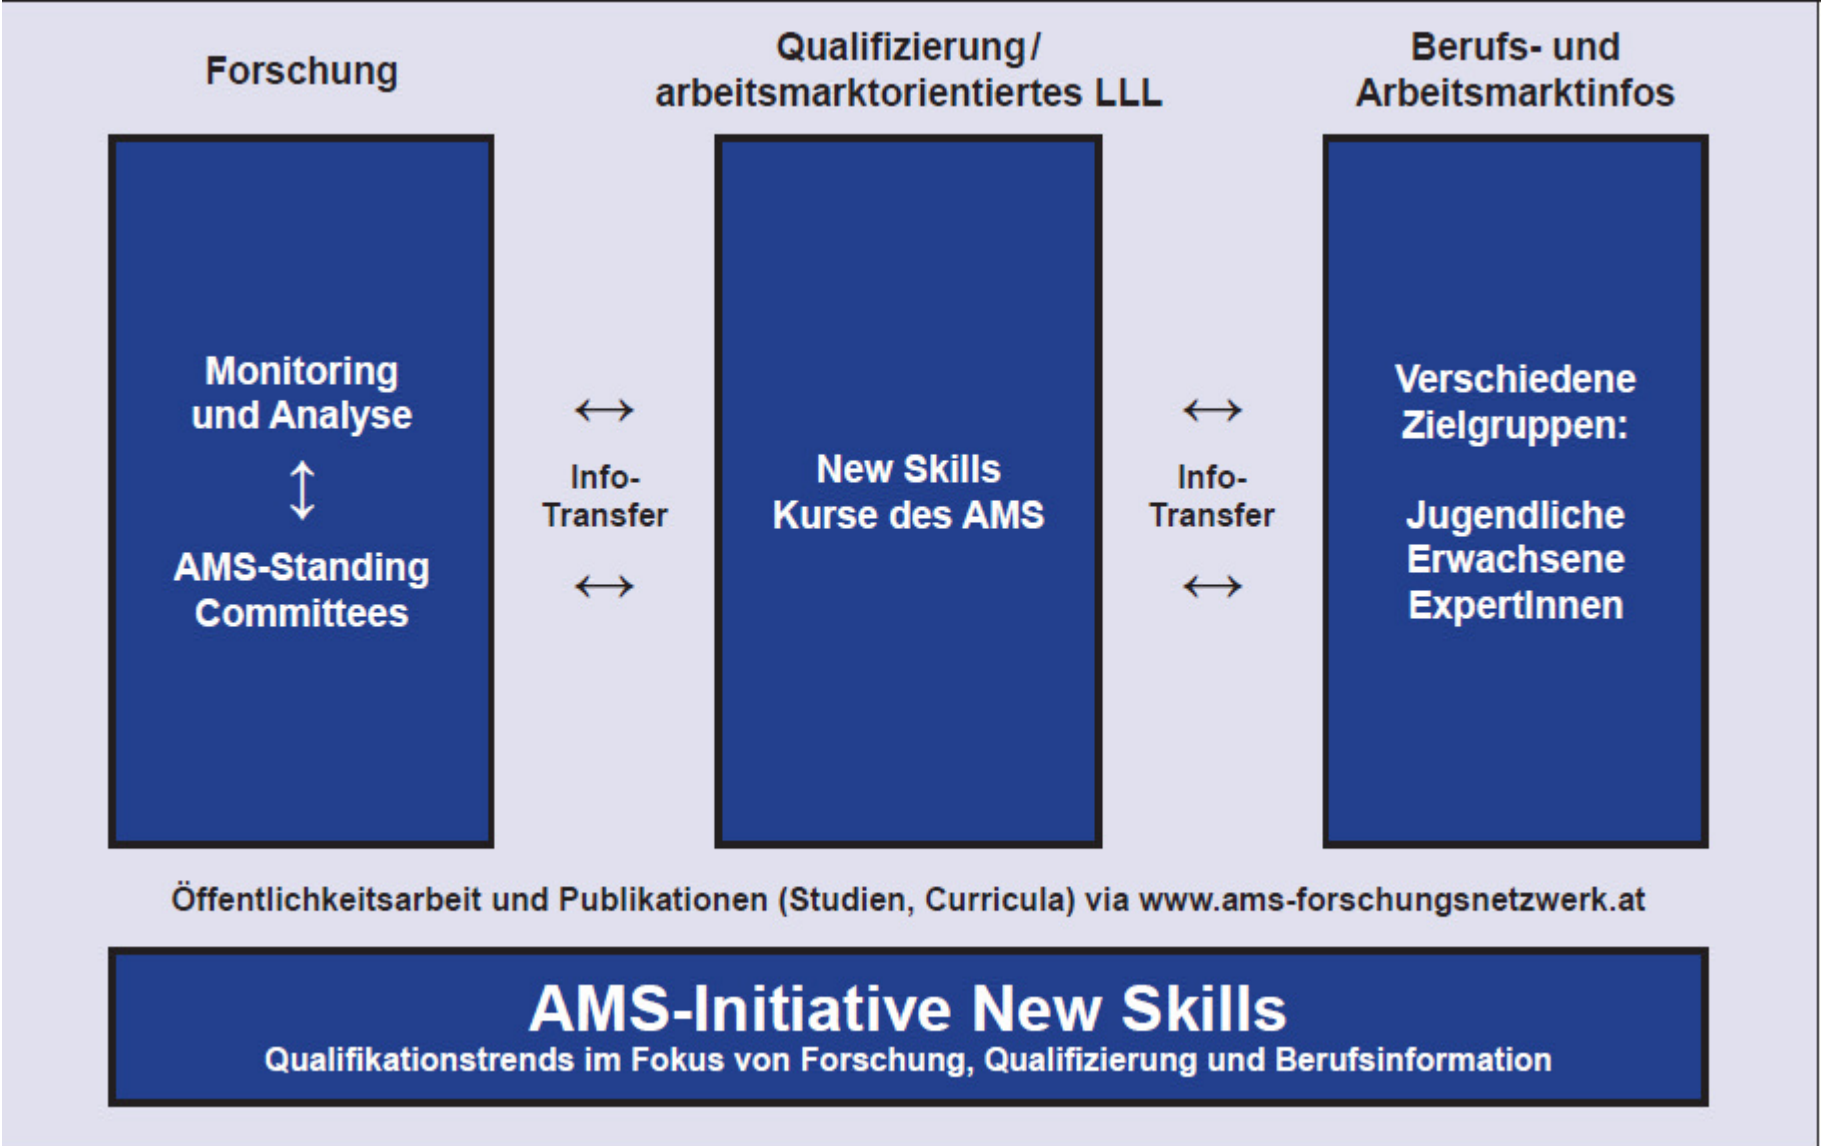 Forschung
Qualifizierung/
arbeitsmarktorientiertes LLL
Berufs- und
Arbeitsmarktinfos
Monitoring
und Analyse
↕
AMS-Standing
Committees
↔
Info-
Transfer
↔
New Skills
Kurse des AMS
↔
Info-
Transfer
↔
Verschiedene
Zielgruppen:
Jugendliche
Erwachsene
ExpertInnen
Öffentlichkeitsarbeit und Publikationen (Studien, Curricula) via www.ams-forschungsnetzwerk.at
AMS-Initiative New Skills
Qualifikationstrends im Fokus von Forschung, Qualifizierung und Berufsinformation